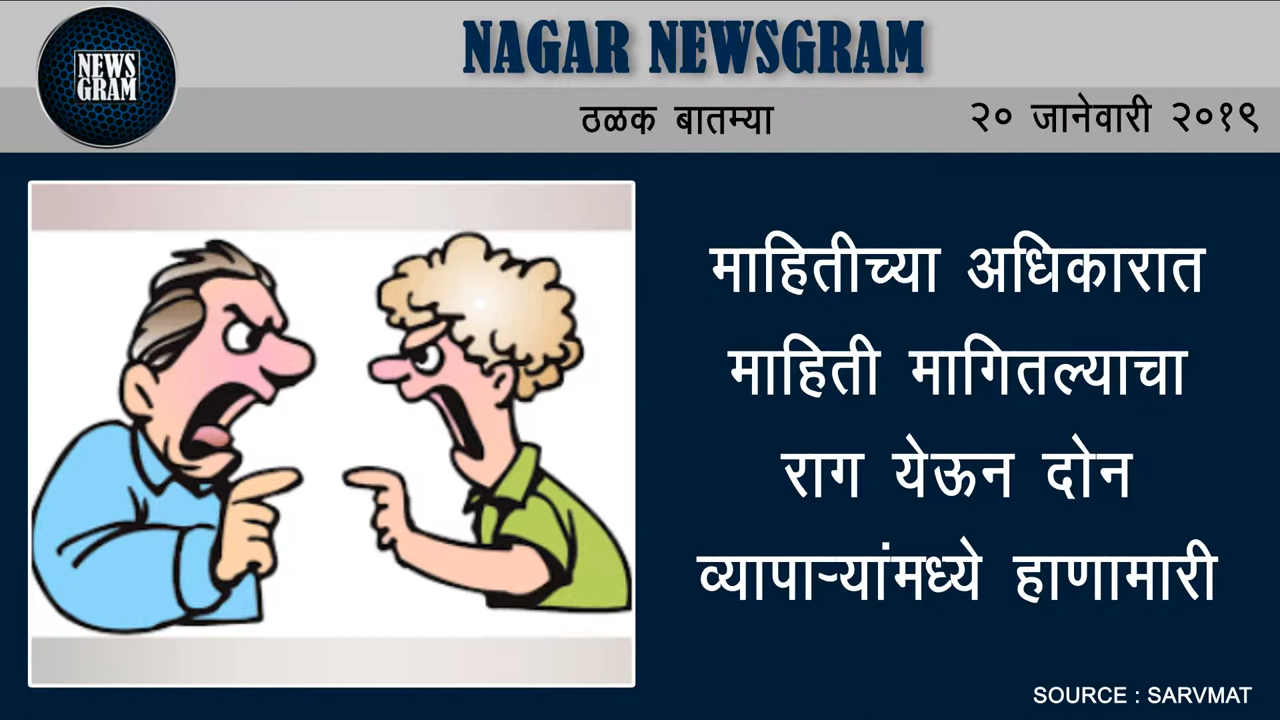 NEWS
GRAM
NAGAR NEWSGRAM
ठळक बातम्या
२० जानेवारी २०१९
माहितीच्या अधिकारात
माहिती मागितल्याचा
राग येऊन दोन
व्यापाऱ्यांमध्ये हाणामारी
SOURCE : SARVMAT